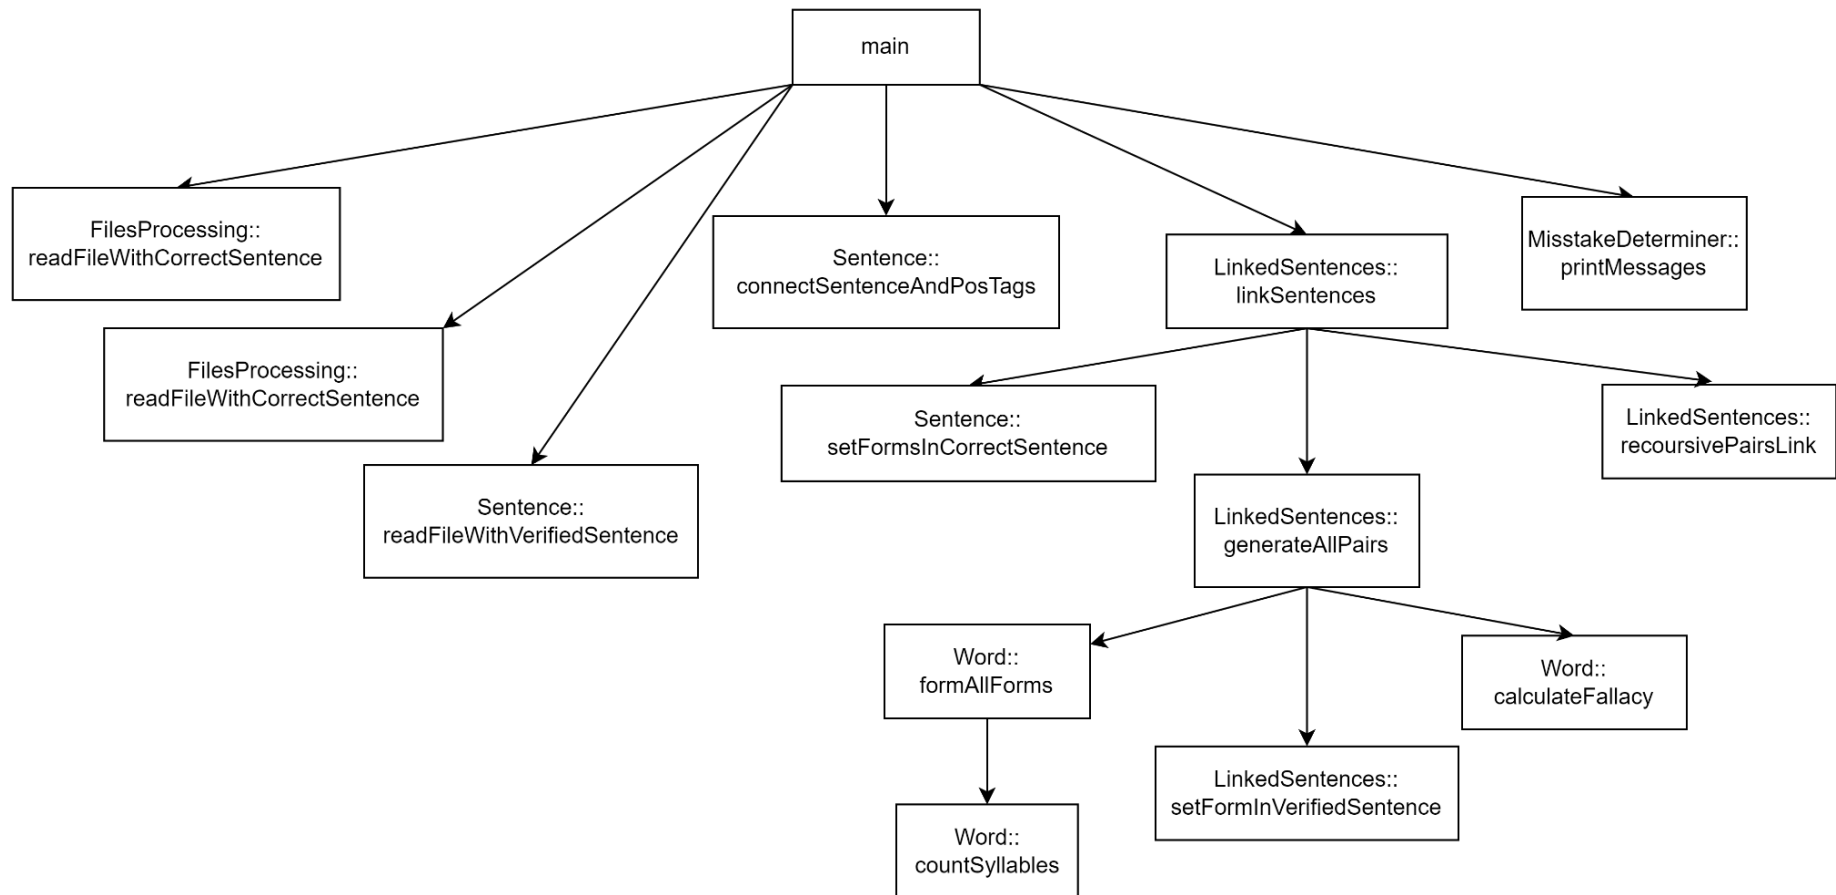 main
FilesProcessing::
readFileWithCorrectSentence
FilesProcessing::
readFileWithCorrectSentence
Sentence::
readFileWithVerifiedSentence
Sentence::
connectSentenceAndPosTags
LinkedSentences::
linkSentences
MisstakeDeterminer::
printMessages
Sentence::
setFormsInCorrectSentence
LinkedSentences::
generateAllPairs
LinkedSentences::
recoursivePairsLink
Word::
formAllForms
LinkedSentences::
setFormInVerifiedSentence
Word::
calculateFallacy
Word::
countSyllables